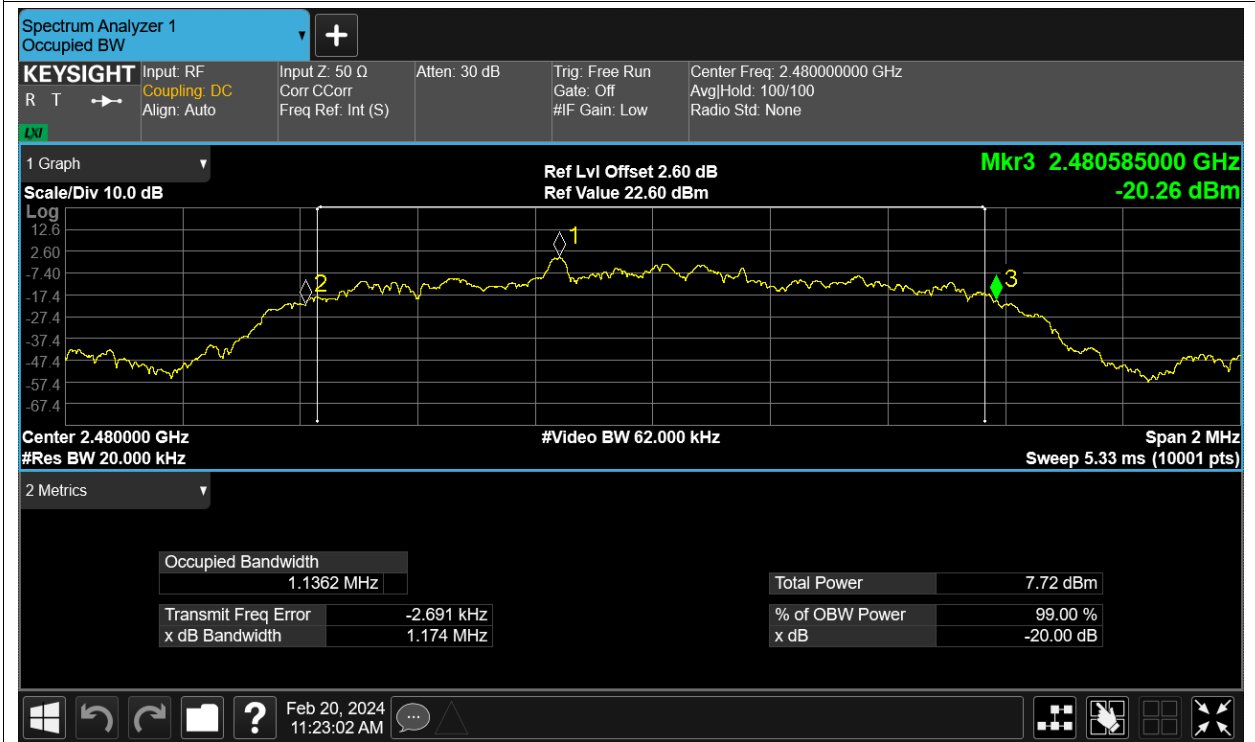 Spectrum Analyzer 1
Occupied BW
+
KEYSIGHT
R T
LXI
Input: RF
Coupling: DC
Align: Auto
Input Z: 50 Ω
Corr CCorr
Freq Ref: Int (S)
Atten: 30 dB
Trig: Free Run
Gate: Off
#IF Gain: Low
Center Freq: 2.480000000 GHz
Avg|Hold: 100/100
Radio Std: None
1 Graph
Scale/Div 10.0 dB
Ref Lvl Offset 2.60 dB
Ref Value 22.60 dBm
Mkr3 2.480585000 GHz
-20.26 dBm
Log
12.6
2.60
-7.40
-17.4
-27.4
-37.4
-47.4
-57.4
-67.4
1
2
3
Center 2.480000 GHz
#Res BW 20.000 kHz
#Video BW 62.000 kHz
Span 2 MHz
Sweep 5.33 ms (10001 pts)
2 Metrics
Occupied Bandwidth
1.1362 MHz
Transmit Freq Error -2.691 kHz
x dB Bandwidth 1.174 MHz
Total Power 7.72 dBm
% of OBW Power 99.00 %
x dB -20.00 dB
?
Feb 20, 2024
11:23:02 AM